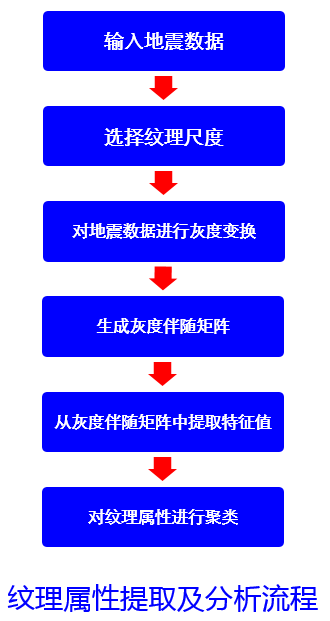 输入地震数据
选择纹理尺度
对地震数据进行灰度变换
生成灰度伴随矩阵
从灰度伴随矩阵中提取特征值
对纹理属性进行聚类
纹理属性提取及分析流程